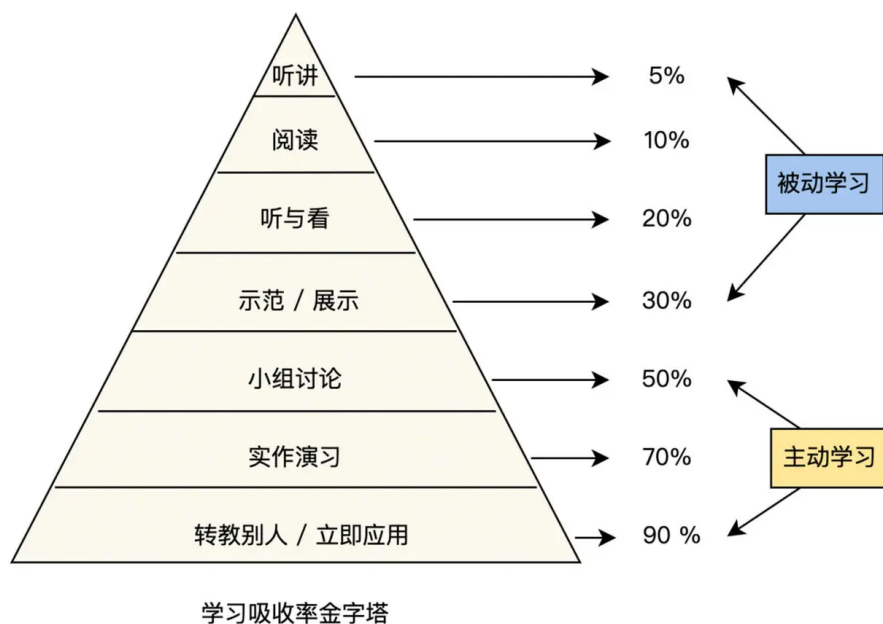 听讲
5%
阅读
10%
被动学习
听与看
20%
示范 / 展示
30%
小组讨论
50%
实作演习
70%
主动学习
转教别人 / 立即应用
90 %
学习吸收率金字塔